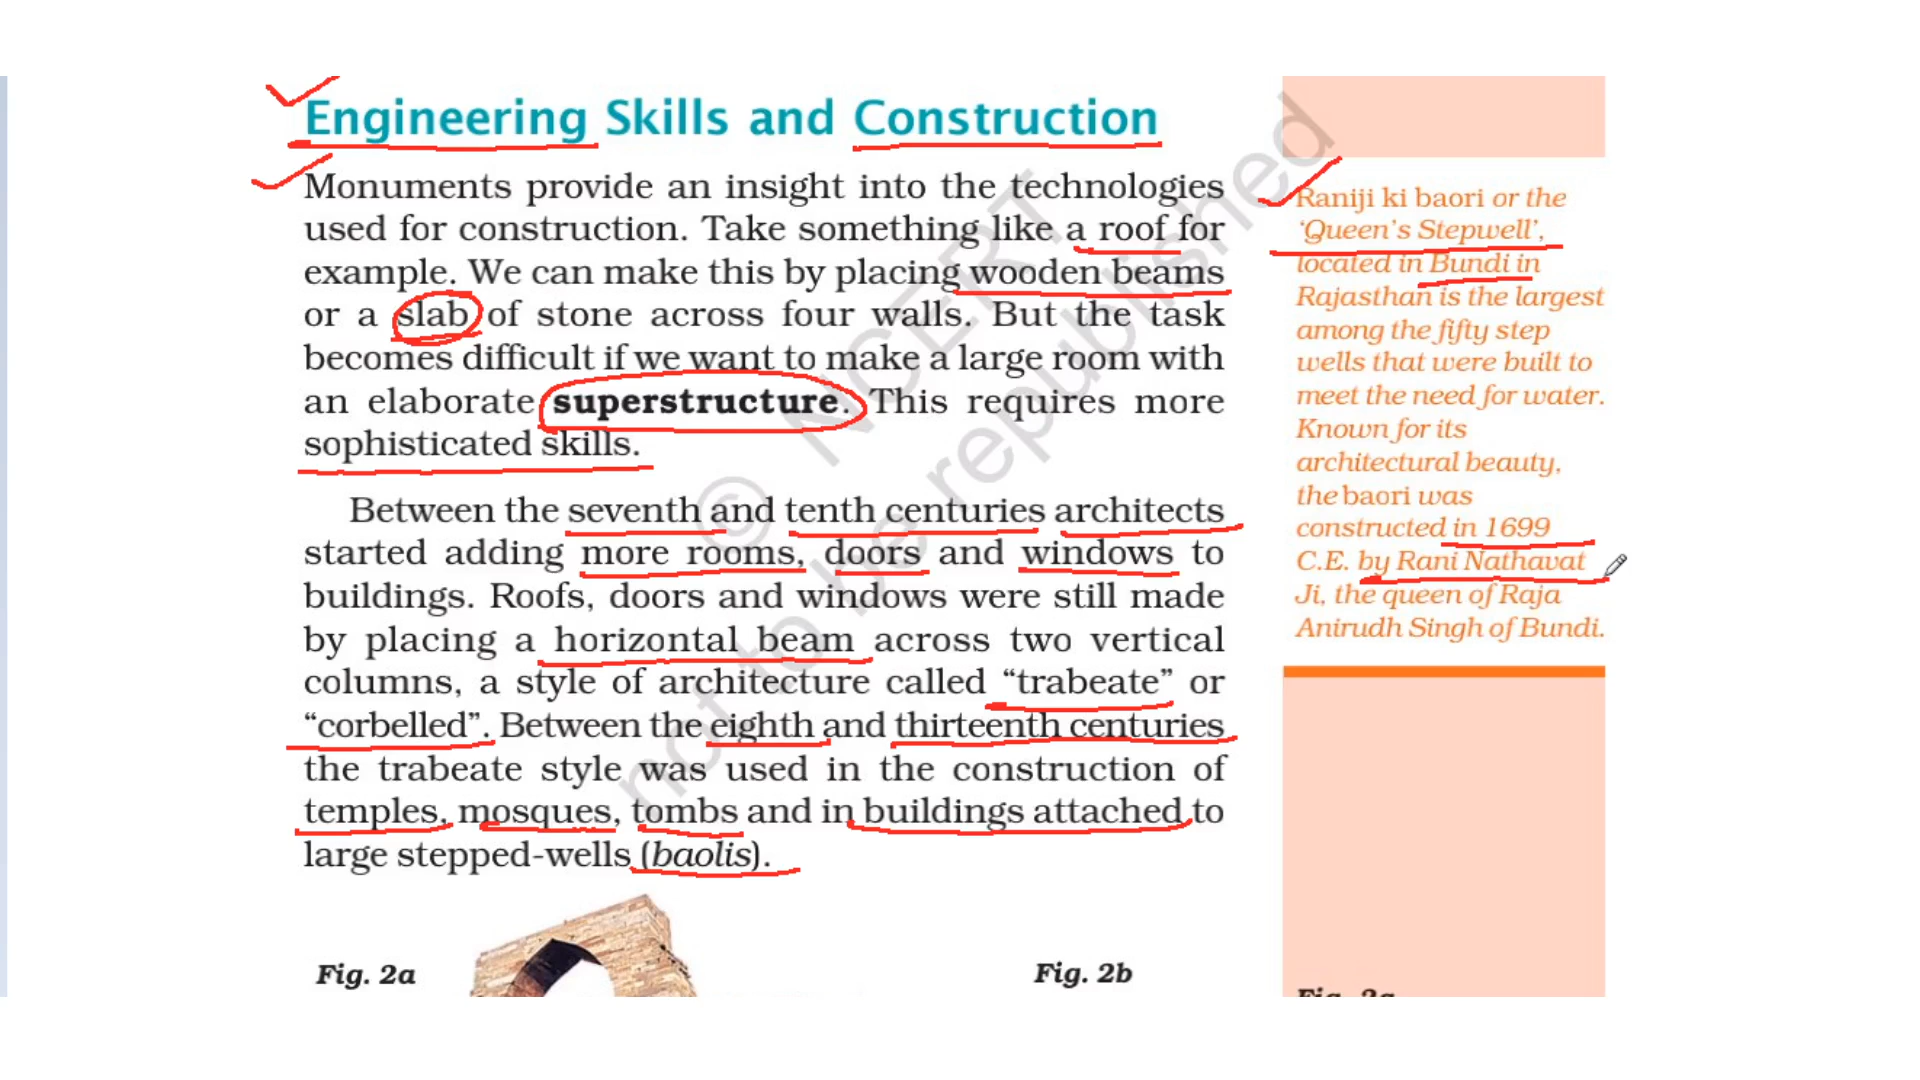 Engineering Skills and Construction
Monuments provide an insight into the technologies
used for construction. Take something like a roof for
example. We can make this by placing wooden beams
or a slab of stone across four walls. But the task
becomes difficult if we want to make a large room with
an elaborate superstructure. This requires more
sophisticated skills.
Between the seventh and tenth centuries architects
started adding more rooms, doors and windows to
buildings. Roofs, doors and windows were still made
by placing a horizontal beam across two vertical
columns, a style of architecture called “trabeate” or
“corbelled”. Between the eighth and thirteenth centuries
the trabeate style was used in the construction of
temples, mosques, tombs and in buildings attached to
large stepped-wells (baolis).
Fig. 2a
Fig. 2b
Raniji ki baori or the
‘Queen’s Stepwell’,
located in Bundi in
Rajasthan is the largest
among the fifty step
wells that were built to
meet the need for water.
Known for its
architectural beauty,
the baori was
constructed in 1699
C.E. by Rani Nathavat
Ji, the queen of Raja
Anirudh Singh of Bundi.
© NCERT
not to be republished